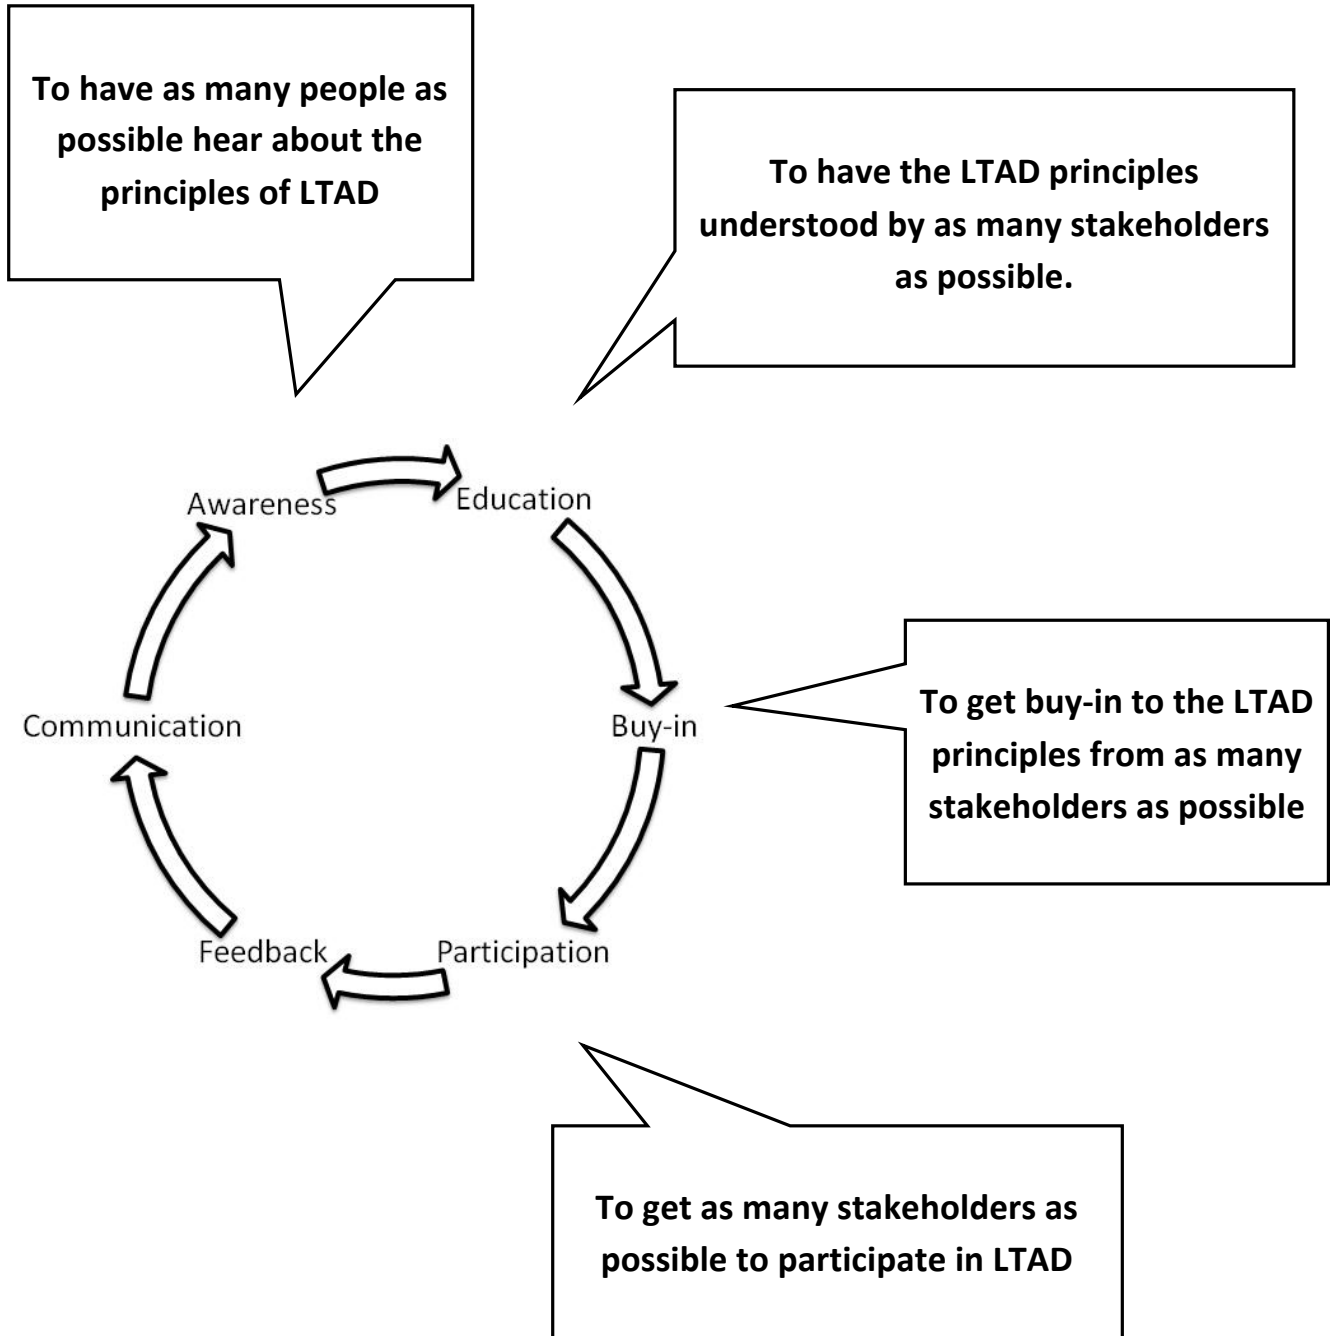 To have as many people as
possible hear about the
principles of LTAD
To have the LTAD principles
understood by as many stakeholders
as possible.
Awareness
Education
Communication
Buy-in
To get buy-in to the LTAD
principles from as many
stakeholders as possible
Feedback
Participation
To get as many stakeholders as
possible to participate in LTAD